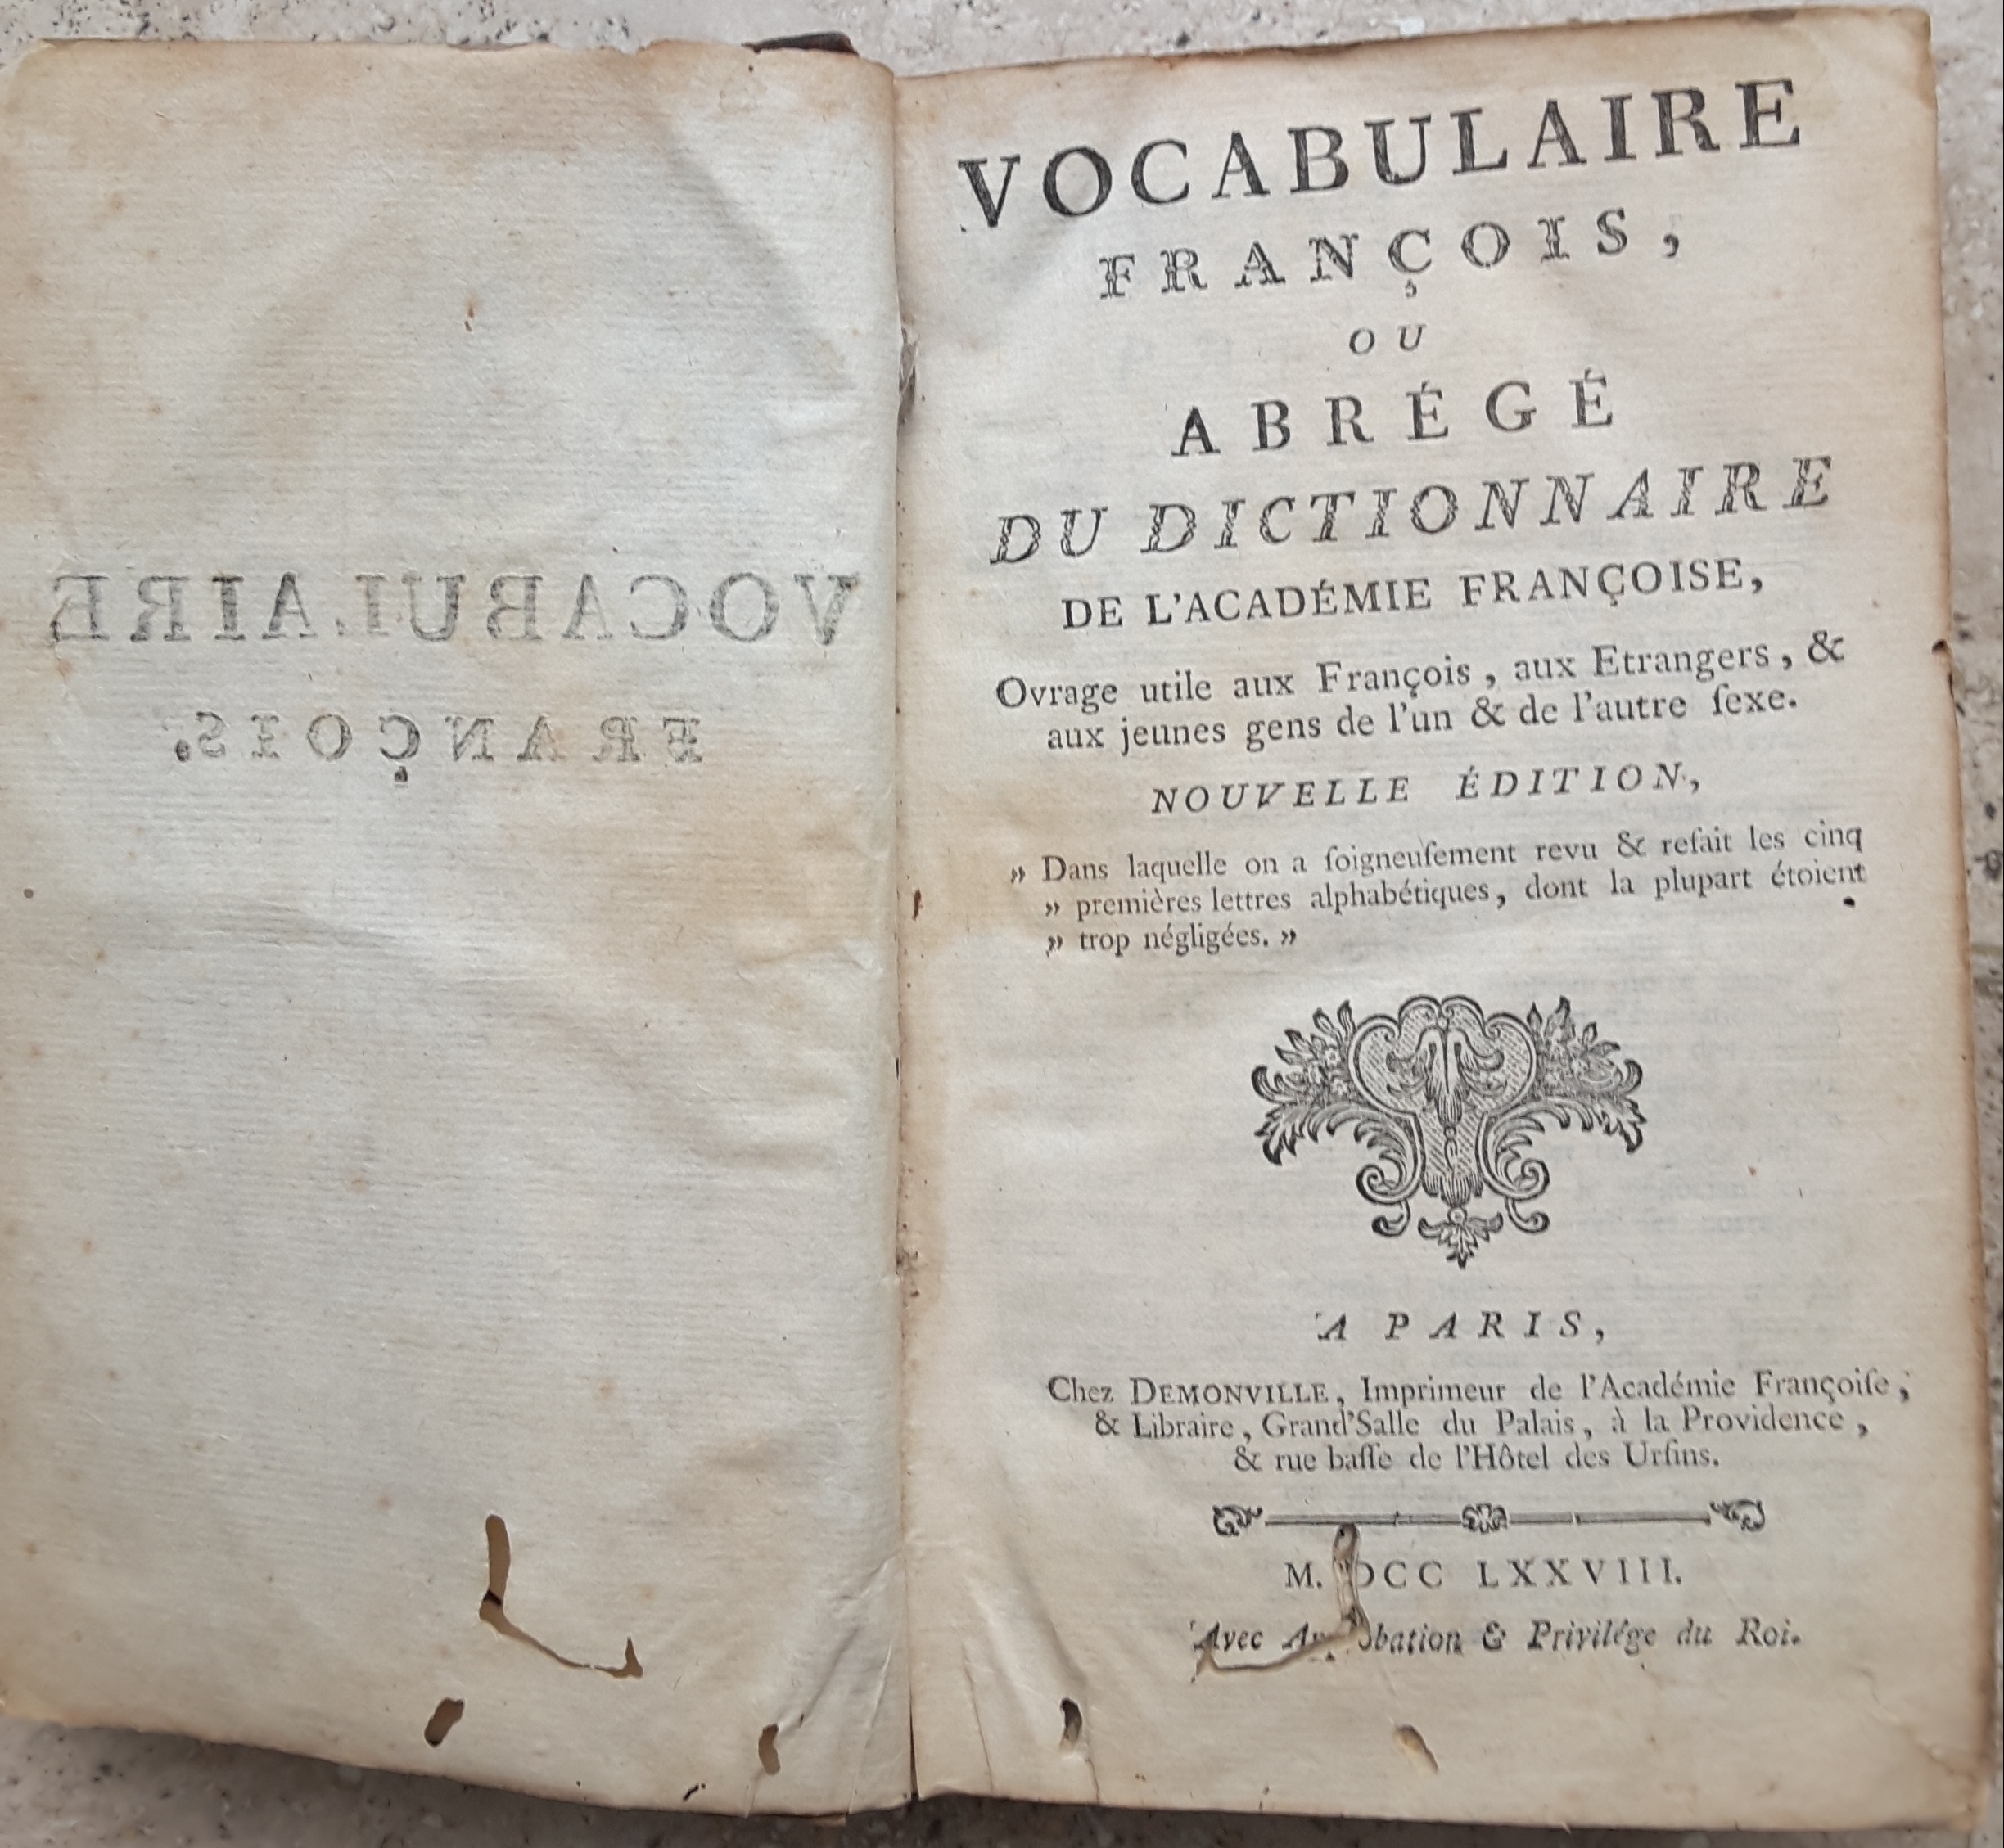 VOCABULAIRE
FRANÇOIS.
VOCABULAIRE
FRANÇOIS,
OU
ABRÉGÉ
DU DICTIONNAIRE
DE L'ACADÉMIE FRANÇOISE,
Ovrage utile aux François, aux Etrangers, &
aux jeunes gens de l'un & de l'autre ſexe.
NOUVELLE ÉDITION,
» Dans laquelle on a ſoigneuſement revu & refait les cinq
» premières lettres alphabétiques, dont la plupart étoient
» trop négligées. »
A PARIS,
Chez DEMONVILLE, Imprimeur de l'Académie Françoiſe,
& Libraire, Grand'Salle du Palais, à la Providence,
& rue baſſe de l'Hôtel des Urſins.
M. DCC LXXVIII.
Avec Approbation & Privilége du Roi.